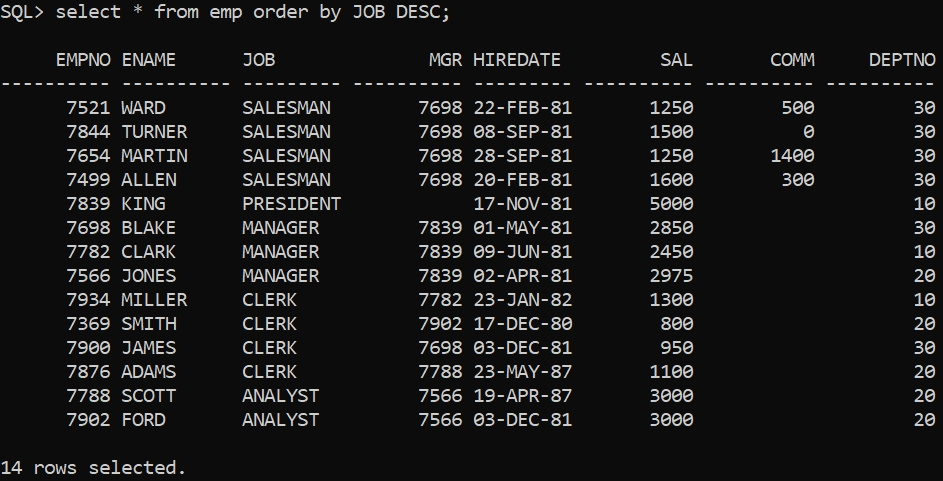 SQL> select * from emp order by JOB DESC;
     EMPNO ENAME      JOB              MGR HIREDATE         SAL       COMM     DEPTNO
---------- ---------- --------- ---------- --------- ---------- ---------- ----------
      7521 WARD       SALESMAN        7698 22-FEB-81       1250        500         30
      7844 TURNER     SALESMAN        7698 08-SEP-81       1500          0         30
      7654 MARTIN     SALESMAN        7698 28-SEP-81       1250       1400         30
      7499 ALLEN      SALESMAN        7698 20-FEB-81       1600        300         30
      7839 KING       PRESIDENT            17-NOV-81       5000                    10
      7698 BLAKE      MANAGER         7839 01-MAY-81       2850                    30
      7782 CLARK      MANAGER         7839 09-JUN-81       2450                    10
      7566 JONES      MANAGER         7839 02-APR-81       2975                    20
      7934 MILLER     CLERK           7782 23-JAN-82       1300                    10
      7369 SMITH      CLERK           7902 17-DEC-80        800                    20
      7900 JAMES      CLERK           7698 03-DEC-81        950                    30
      7876 ADAMS      CLERK           7788 23-MAY-87       1100                    20
      7788 SCOTT      ANALYST         7566 19-APR-87       3000                    20
      7902 FORD       ANALYST         7566 03-DEC-81       3000                    20
14 rows selected.